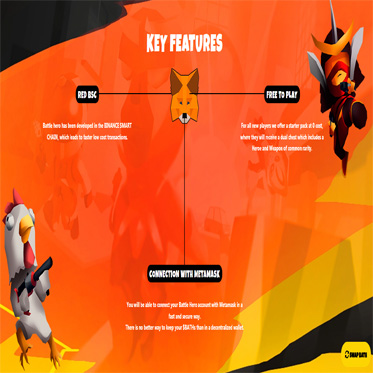 KEY FEATURES
RED BSC
Battle hero has been developed in the BINANCE SMART
CHAIN, which leads to faster low cost transactions.
FREE TO PLAY
For all new players we offer a starter pack at 0 cost,
where they will receive a dual chest which includes a
Heroe and Weapon of common rarity.
CONNECTION WITH METAMASK
You will be able to connect your Battle Hero account with Metamask in a
fast and secure way.
There is no better way to keep your $BATHs than in a decentralized wallet.
SWAP BATH